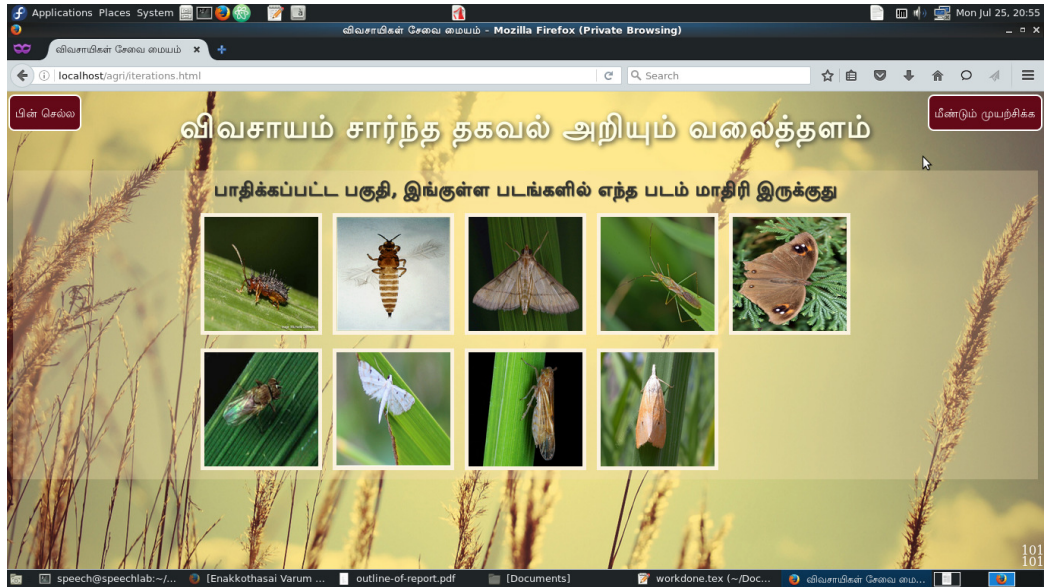 Applications Places System
Mon Jul 25, 20:55
விவசாயிகள் சேவை மையம் - Mozilla Firefox (Private Browsing)
விவசாயிகள் சேவை மையம்
localhost/agri/iterations.html
Search
பின் செல்ல
விவசாயம் சார்ந்த தகவல் அறியும் வலைத்தளம்
மீண்டும் முயற்சிக்க
பாதிக்கப்பட்ட பகுதி, இங்குள்ள படங்களில் எந்த படம் மாதிரி இருக்குது
101
101
speech@speechlab:~/... [Enakkothasai Varum ... outline-of-report.pdf [Documents] workdone.tex (~/Doc... விவசாயிகள் சேவை மை...